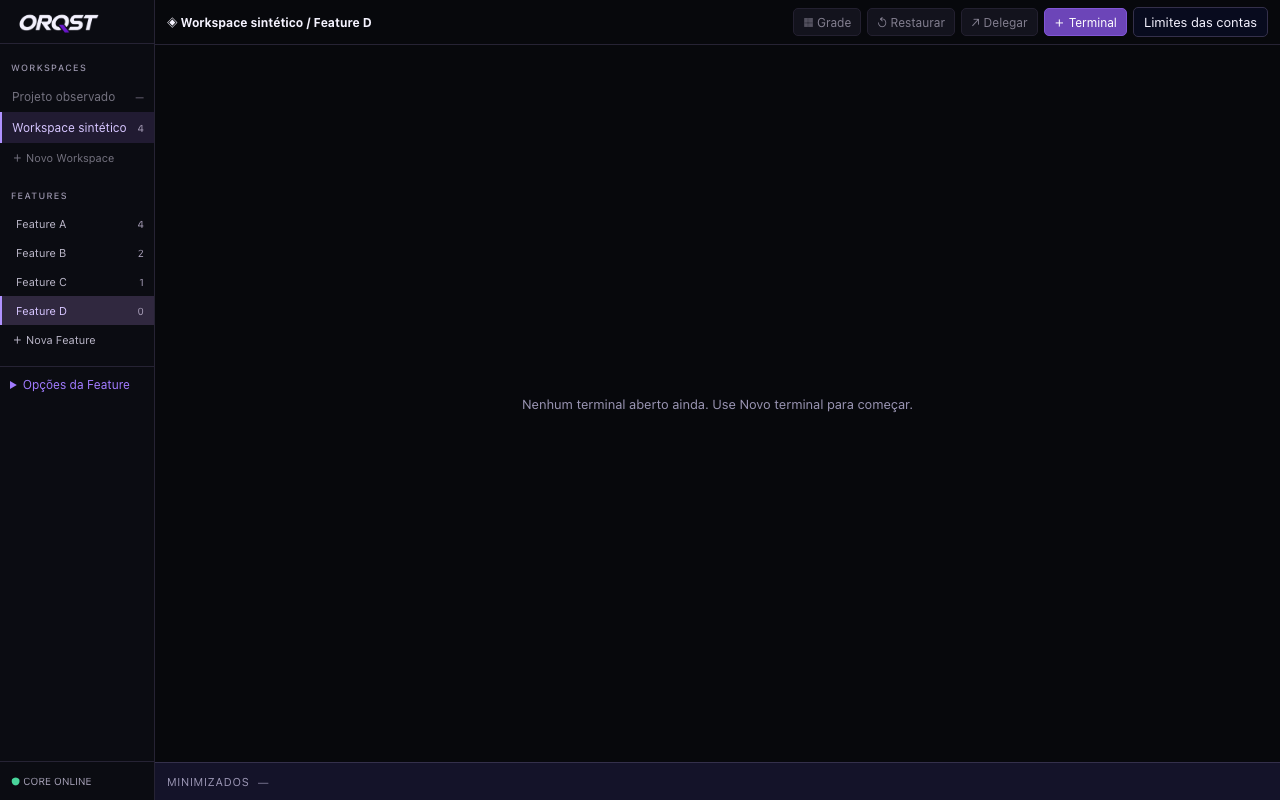 ORQST
◈ Workspace sintético / Feature D
▦ Grade
↺ Restaurar
↗ Delegar
+ Terminal
Limites das contas
WORKSPACES
Projeto observado —
Workspace sintético 4
+ Novo Workspace
FEATURES
Feature A 4
Feature B 2
Feature C 1
Feature D 0
+ Nova Feature
▶ Opções da Feature
Nenhum terminal aberto ainda. Use Novo terminal para começar.
CORE ONLINE
MINIMIZADOS —